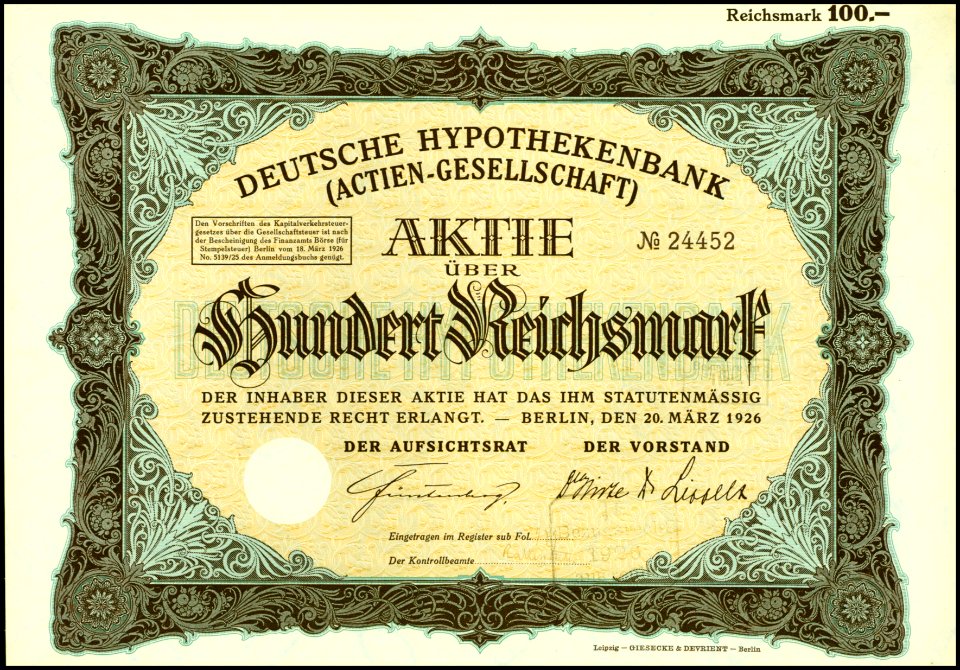 Reichsmark 100.—
DEUTSCHE HYPOTHEKENBANK
(ACTIEN-GESELLSCHAFT)
Den Vorschriften des Kapitalverkehrsteuer-
gesetzes über die Gesellschaftsteuer ist nach
der Bescheinigung des Finanzamts Börse (für
Stempelsteuer) Berlin vom 18. März 1926
No. 5139/25 des Anmeldungsbuchs genügt.
AKTIE
№ 24452
ÜBER
Hundert Reichsmark
DEUTSCHE HYPOTHEKENBANK
DER INHABER DIESER AKTIE HAT DAS IHM STATUTENMÄSSIG
ZUSTEHENDE RECHT ERLANGT. — BERLIN, DEN 20. MÄRZ 1926
DER AUFSICHTSRAT DER VORSTAND
Fürstenberg
Eingetragen im Register sub Fol.
Der Kontrollbeamte
Leipzig — GIESECKE & DEVRIENT — Berlin